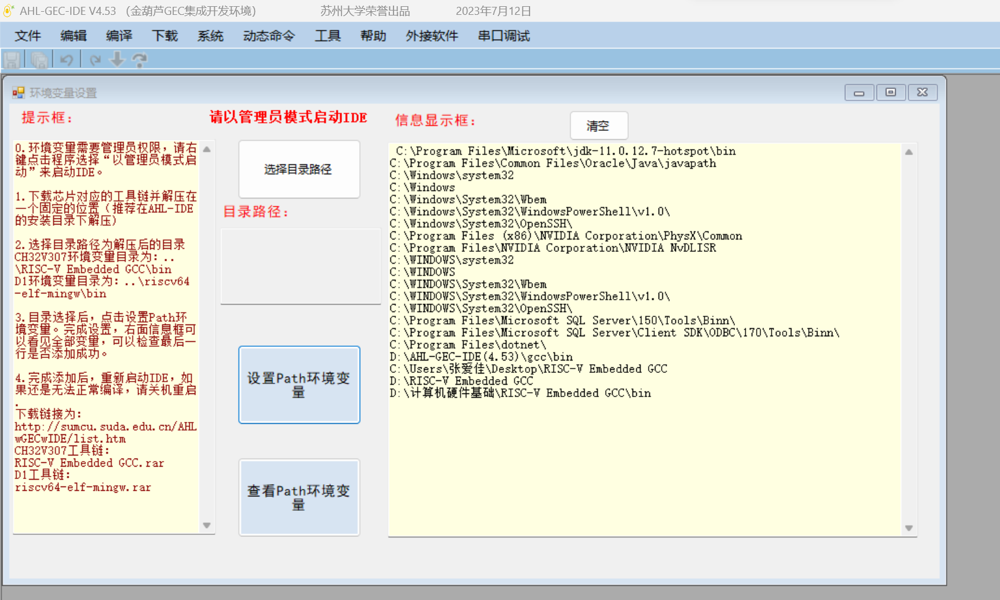 AHL-GEC-IDE V4.53 （金葫芦GEC集成开发环境） 苏州大学荣誉出品 2023年7月12日
文件 编辑 编译 下载 系统 动态命令 工具 帮助 外接软件 串口调试
环境变量设置
提示框：
0.环境变量需要管理员权限，请右
键点击程序选择“以管理员模式启
动”来启动IDE。
1.下载芯片对应的工具链并解压在
一个固定的位置（推荐在AHL-IDE
的安装目录下解压）
2.选择目录路径为解压后的目录
CH32V307环境变量目录为：..
\RISC-V Embedded GCC\bin
D1环境变量目录为：..\riscv64
-elf-mingw\bin
3.目录选择后，点击设置Path环
境变量。完成设置，右面信息框可
以看见全部变量，可以检查最后一
行是否添加成功。
4.完成添加后，重新启动IDE，如
果还是无法正常编译，请关机重启
.
下载链接为：
http://sumcu.suda.edu.cn/AHL
wGECwIDE/list.htm
CH32V307工具链：
RISC-V Embedded GCC.rar
D1工具链：
riscv64-elf-mingw.rar
请以管理员模式启动IDE
选择目录路径
目录路径：
设置Path环境变
量
查看Path环境变
量
信息显示框：
清空
C:\Program Files\Microsoft\jdk-11.0.12.7-hotspot\bin
C:\Program Files\Common Files\Oracle\Java\javapath
C:\Windows\system32
C:\Windows
C:\Windows\System32\Wbem
C:\Windows\System32\WindowsPowerShell\v1.0\
C:\Windows\System32\OpenSSH\
C:\Program Files (x86)\NVIDIA Corporation\PhysX\Common
C:\Program Files\NVIDIA Corporation\NVIDIA NvDLISR
C:\WINDOWS\system32
C:\WINDOWS
C:\WINDOWS\System32\Wbem
C:\WINDOWS\System32\WindowsPowerShell\v1.0\
C:\WINDOWS\System32\OpenSSH\
C:\Program Files\Microsoft SQL Server\150\Tools\Binn\
C:\Program Files\Microsoft SQL Server\Client SDK\ODBC\170\Tools\Binn\
C:\Program Files\dotnet\
D:\AHL-GEC-IDE(4.53)\gcc\bin
C:\Users\张爱佳\Desktop\RISC-V Embedded GCC
D:\RISC-V Embedded GCC
D:\计算机硬件基础\RISC-V Embedded GCC\bin